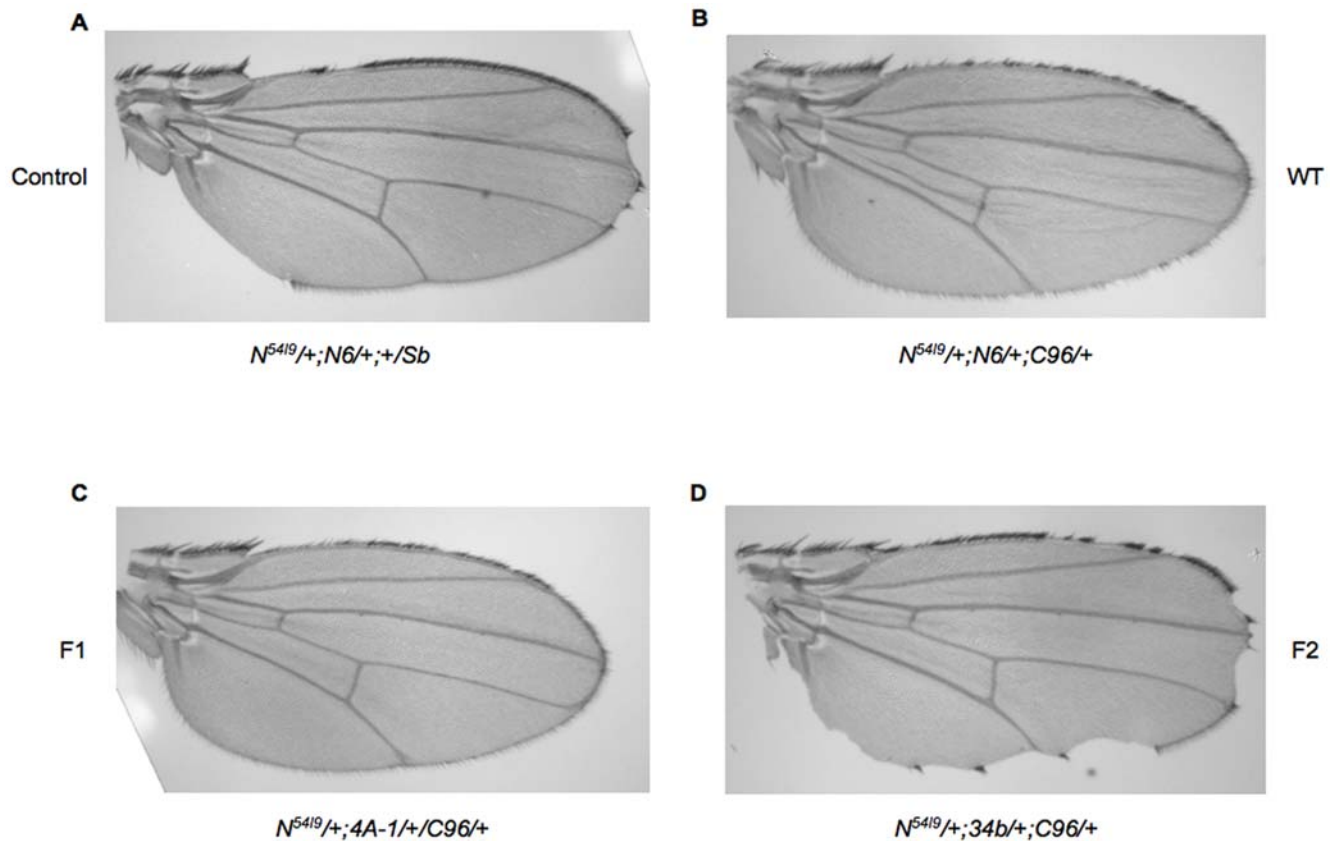 A
B
Control
WT
N54l9/+;N6/+;+/Sb
N54l9/+;N6/+;C96/+
C
D
F1
F2
N54l9/+;4A-1/+/C96/+
N54l9/+;34b/+;C96/+